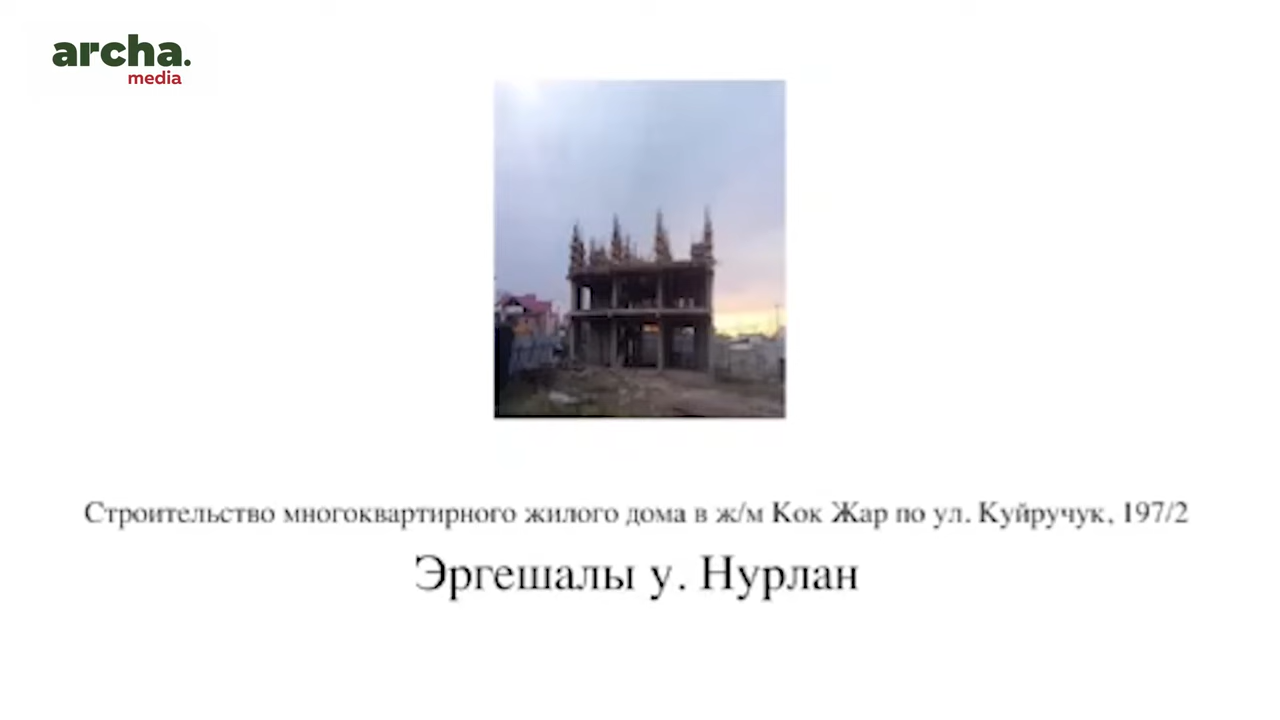 archa.
media
Строительство многоквартирного жилого дома в ж/м Кок Жар по ул. Куйручук, 197/2
Эргешалы у. Нурлан